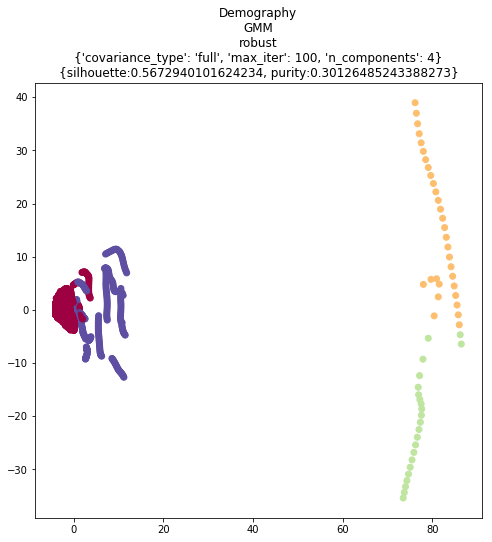 Demography
GMM
robust
{'covariance_type': 'full', 'max_iter': 100, 'n_components': 4}
{silhouette:0.5672940101624234, purity:0.30126485243388273}
40
30
20
10
0
−10
−20
−30
0 20 40 60 80